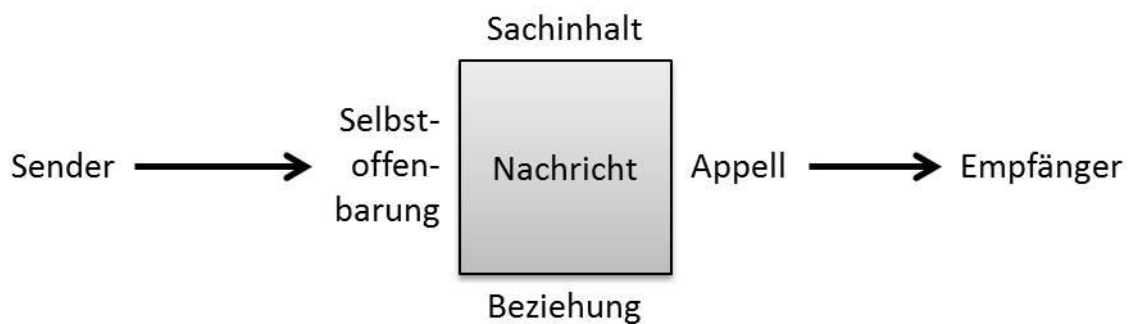 Sachinhalt
Sender
Selbst-
offen-
barung
Nachricht
Appell
Empfänger
Beziehung